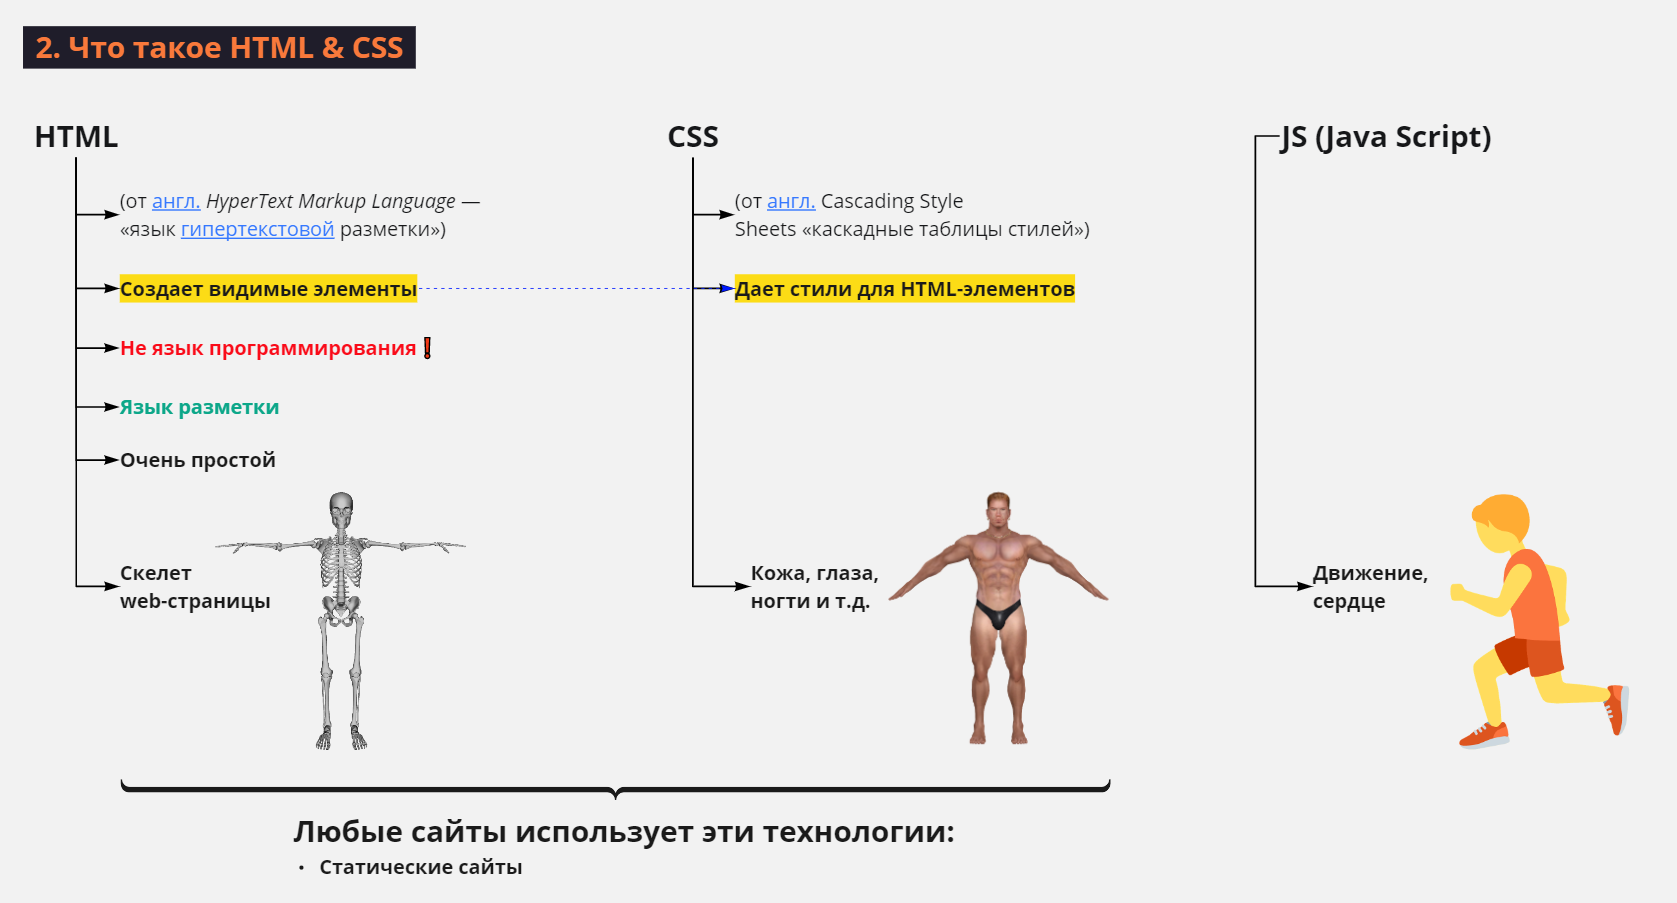 2. Что такое HTML & CSS
HTML
(от англ. HyperText Markup Language —
«язык гипертекстовой разметки»)
Создает видимые элементы
Не язык программирования❗
Язык разметки
Очень простой
Скелет
web-страницы
CSS
(от англ. Cascading Style
Sheets «каскадные таблицы стилей»)
Дает стили для HTML-элементов
Кожа, глаза,
ногти и т.д.
JS (Java Script)
Движение,
сердце
Любые сайты использует эти технологии:
• Статические сайты